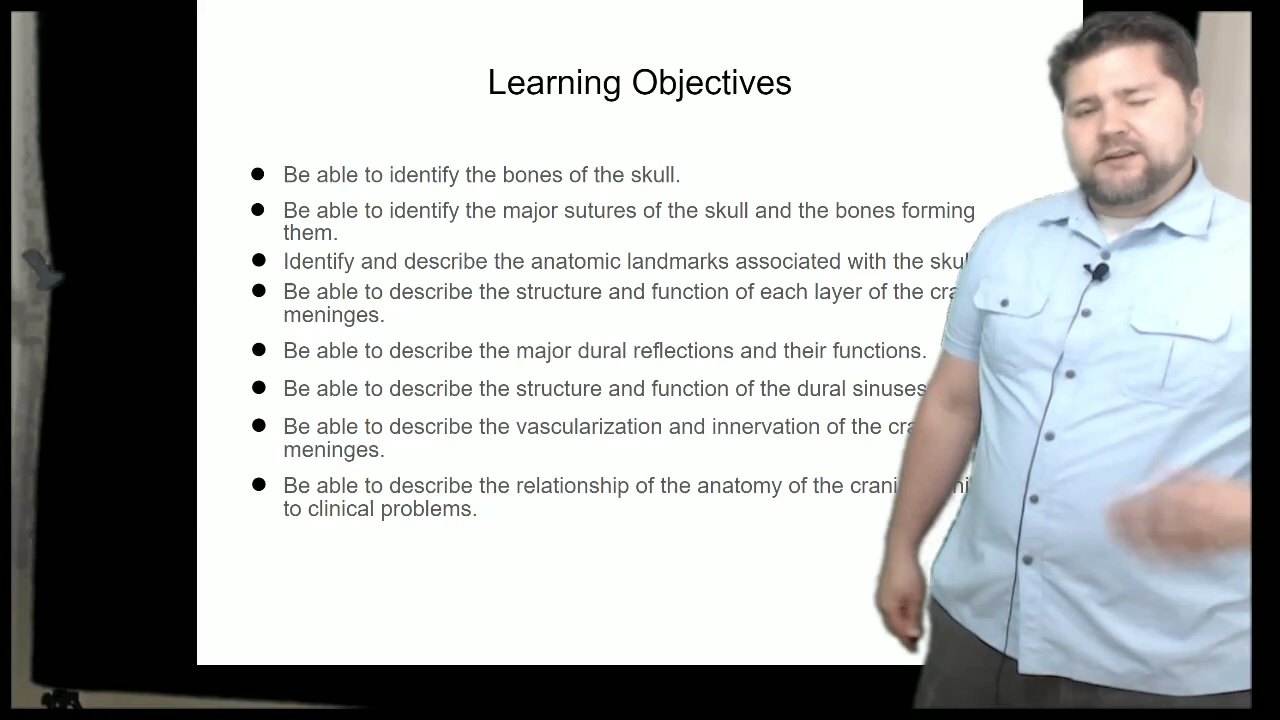 Learning Objectives
Be able to identify the bones of the skull.
Be able to identify the major sutures of the skull and the bones forming
them.
Identify and describe the anatomic landmarks associated with the
Be able to describe the structure and function of each layer of the
meninges.
Be able to describe the major dural reflections and their functions.
Be able to describe the structure and function of the dural sinuses
Be able to describe the vascularization and innervation of the
meninges.
Be able to describe the relationship of the anatomy of the
to clinical problems.